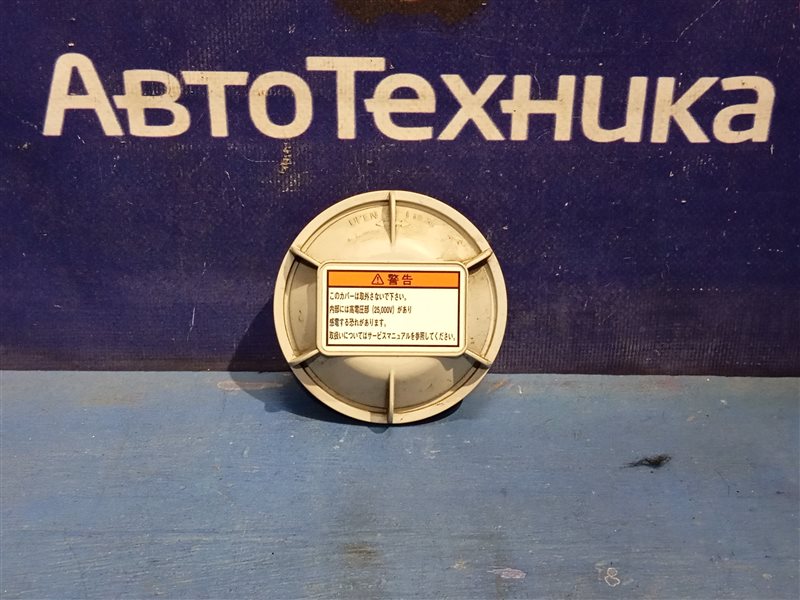 АвтоТехника
OPEN
⚠警告
このカバーは取外さないで下さい。
内部には高電圧部(25,000V)があり
感電する恐れがあります。
取扱いについてはサービスマニュアルを参照してください。
8